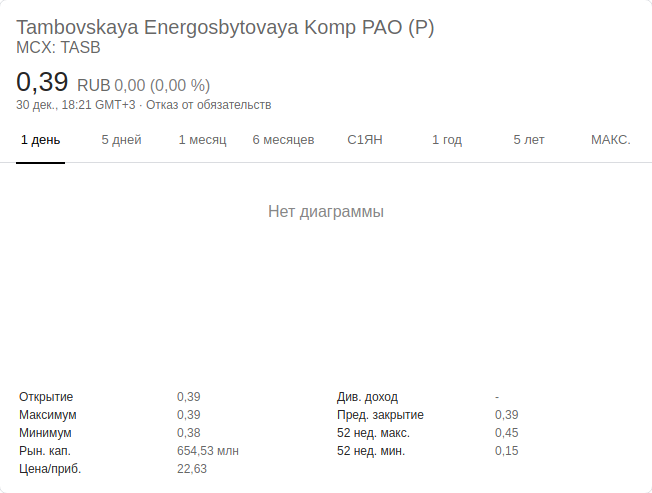 Tambovskaya Energosbytovaya Komp PAO (P)
MCX: TASB
0,39 RUB 0,00 (0,00 %)
30 дек., 18:21 GMT+3 · Отказ от обязательств
1 день 5 дней 1 месяц 6 месяцев С1ЯН 1 год 5 лет МАКС.
Нет диаграммы
Открытие 0,39 Див. доход -
Максимум 0,39 Пред. закрытие 0,39
Минимум 0,38 52 нед. макс. 0,45
Рын. кап. 654,53 млн 52 нед. мин. 0,15
Цена/приб. 22,63